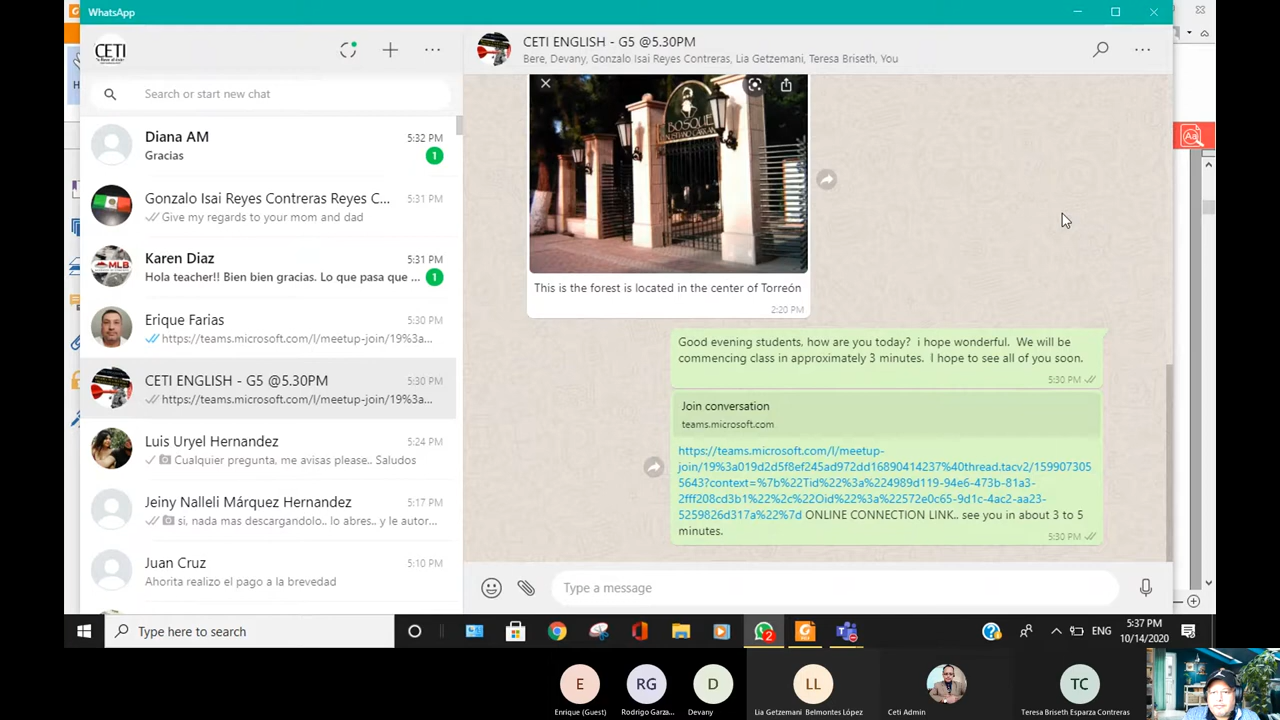 WhatsApp
CETI
Search or start new chat
Diana AM
5:32 PM
Gracias
1
Gonzalo Isai Reyes Contreras Reyes C...
5:31 PM
Give my regards to your mom and dad
Karen Diaz
5:31 PM
Hola teacher!! Bien bien gracias. Lo que pasa que ...
1
MLB
Erique Farias
5:30 PM
https://teams.microsoft.com/l/meetup-join/19%3a...
CETI ENGLISH - G5 @5.30PM
5:30 PM
https://teams.microsoft.com/l/meetup-join/19%3a...
Luis Uryel Hernandez
5:24 PM
Cualquier pregunta, me avisas please.. Saludos
Jeiny Nalleli Márquez Hernandez
5:17 PM
si, nada mas descargandolo.. lo abres.. y le autor...
Juan Cruz
5:10 PM
Ahorita realizo el pago a la brevedad
CETI ENGLISH - G5 @5.30PM
Bere, Devany, Gonzalo Isai Reyes Contreras, Lia Getzemani, Teresa Briseth, You
BOSQUE
This is the forest is located in the center of Torreón
2:20 PM
Good evening students, how are you today? i hope wonderful. We will be
commencing class in approximately 3 minutes. I hope to see all of you soon.
5:30 PM
Join conversation
teams.microsoft.com
https://teams.microsoft.com/l/meetup-
join/19%3a019d2d5f8ef245ad972dd16890414237%40thread.tacv2/159907305
5643?context=%7b%22Tid%22%3a%224989d119-94e6-473b-81a3-
2fff208cd3b1%22%2c%22Oid%22%3a%22572e0c65-9d1c-4ac2-aa23-
5259826d317a%22%7d ONLINE CONNECTION LINK.. see you in about 3 to 5
minutes.
5:30 PM
Type a message
Type here to search
2
ENG
5:37 PM
10/14/2020
E
RG
D
LL
TC
Enrique (Guest)
Rodrigo Garza...
Devany
Lia Getzemani Belmontes López
Ceti Admin
Teresa Briseth Esparza Contreras